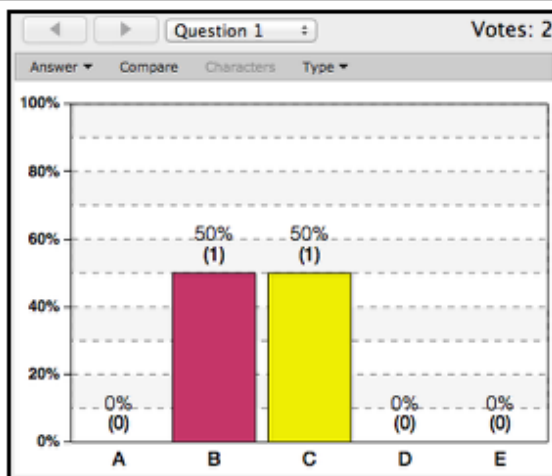 Question 1 Votes: 2
Answer Compare Characters Type
100%
80%
60%
50% 50%
(1) (1)
40%
20%
0% 0% 0%
(0) (0) (0)
0%
A B C D E